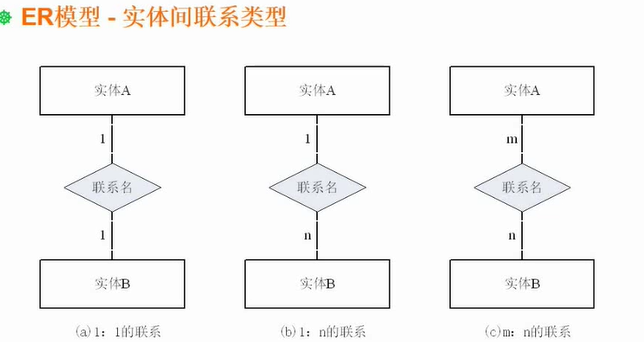 ER模型 - 实体间联系类型
实体A 实体A 实体A
1 1 m
联系名 联系名 联系名
1 n n
实体B 实体B 实体B
(a)1：1的联系 (b)1：n的联系 (c)m：n的联系